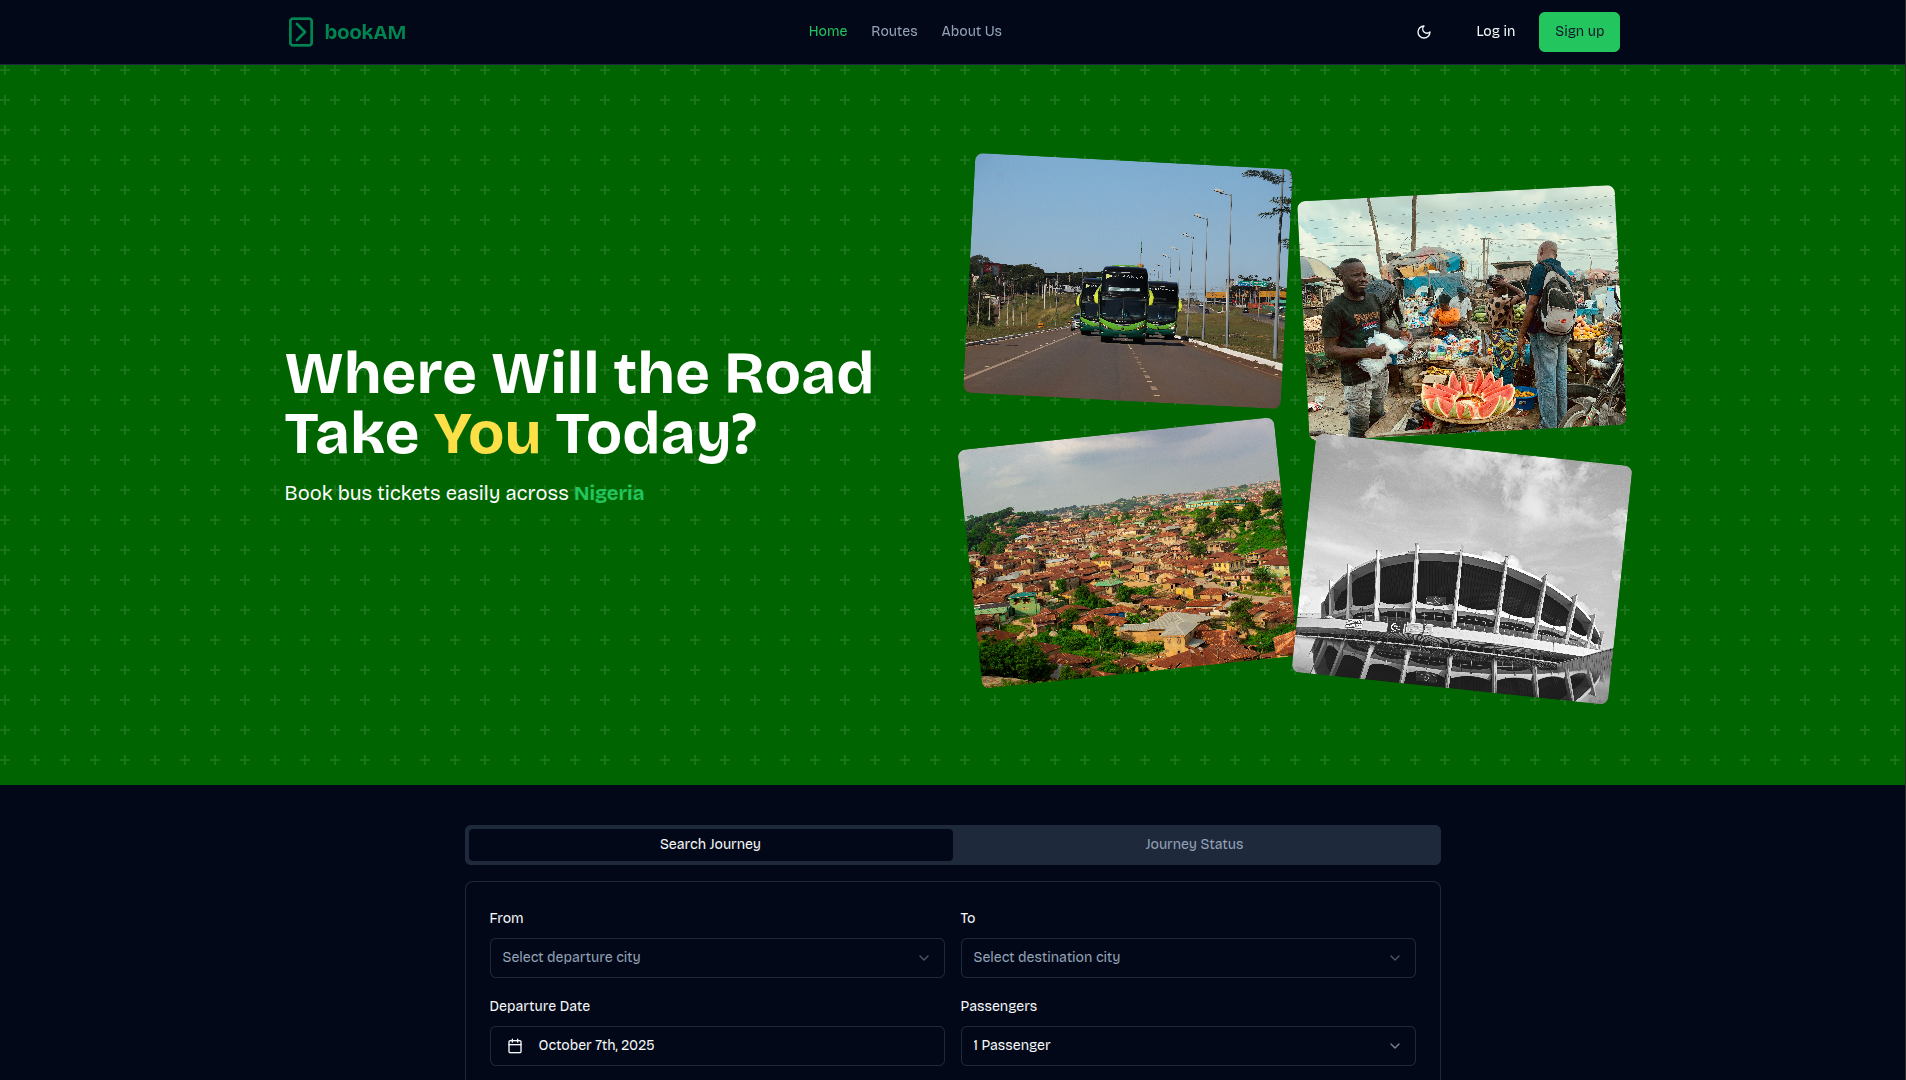 bookAM
Home
Routes
About Us
Log in
Sign up
Where Will the Road
Take You Today?
Book bus tickets easily across Nigeria
Search Journey
Journey Status
From
To
Select departure city
Select destination city
Departure Date
Passengers
October 7th, 2025
1 Passenger